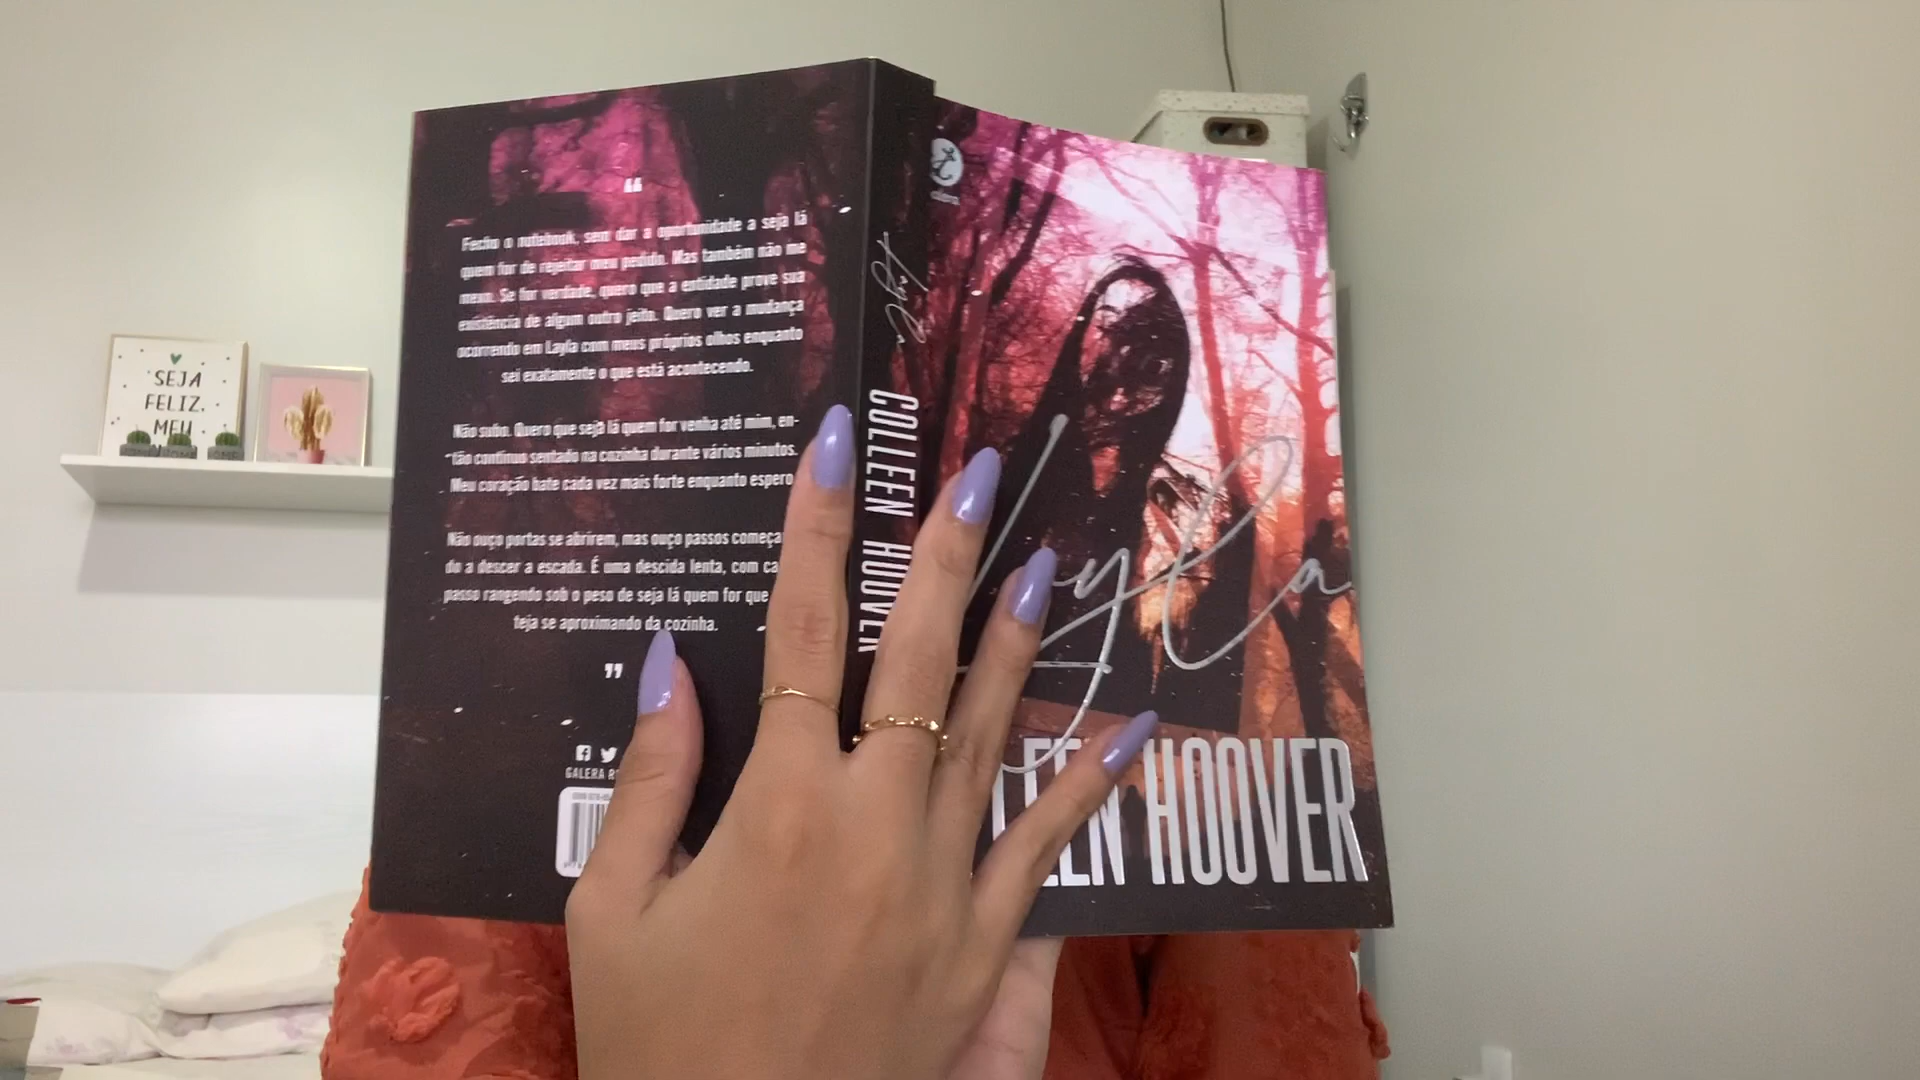 SEJA
FELIZ.
MEU
“
Fecho o notebook, sem dar a oportunidade a seja lá
quem for de rejeitar meu pedido. Mas também não me
mexo. Se for verdade, quero que a entidade prove sua
existência de algum outro jeito. Quero ver a mudança
ocorrendo em Layla com meus próprios olhos enquanto
sei exatamente o que está acontecendo.
Não subo. Quero que seja lá quem for venha até mim, en-
tão continuo sentado na cozinha durante vários minutos.
Meu coração bate cada vez mais forte enquanto espero
Não ouço portas se abrirem, mas ouço passos começa
do a descer a escada. É uma descida lenta, com ca
passo rangendo sob o peso de seja lá quem for que
teja se aproximando da cozinha.
”
GALERA R
Layla
COLLEEN HOOVER
galera
Layla
LEEN HOOVER